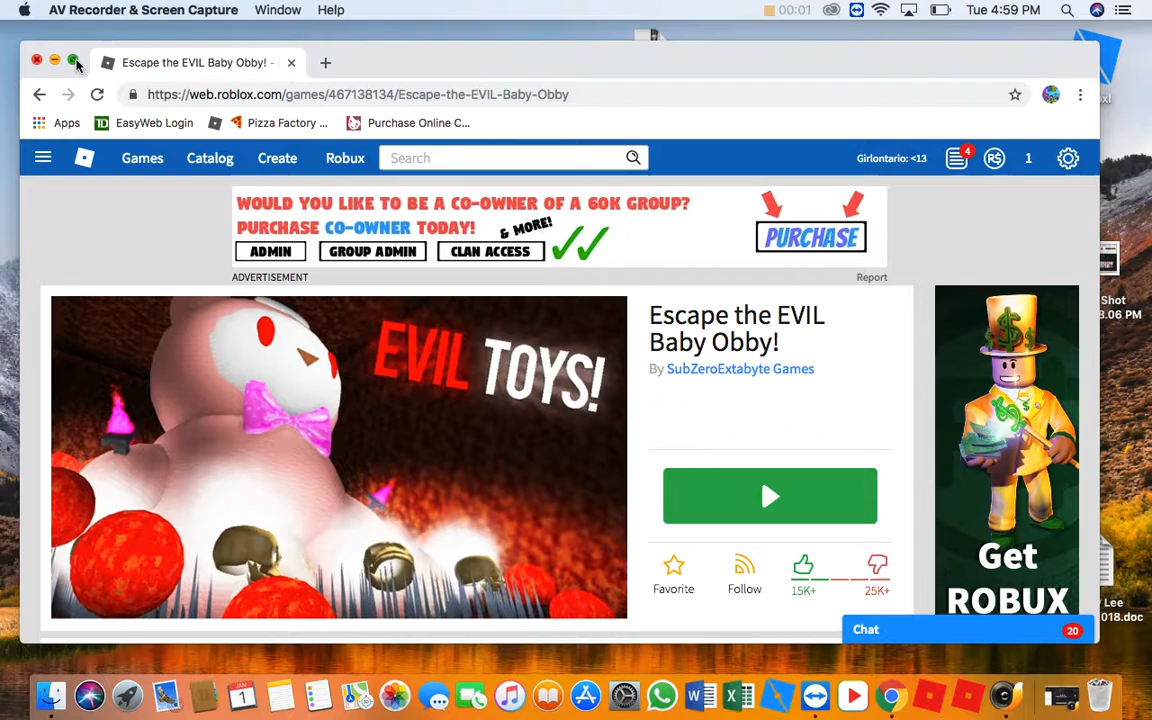 AV Recorder & Screen Capture Window Help 00:01 Tue 4:59 PM
Escape the EVIL Baby Obby! -
https://web.roblox.com/games/467138134/Escape-the-EVIL-Baby-Obby
Apps EasyWeb Login Pizza Factory ... Purchase Online C...
Games Catalog Create Robux Search Girlontario: <13 4 R$ 1
WOULD YOU LIKE TO BE A CO-OWNER OF A 60K GROUP?
PURCHASE CO-OWNER TODAY! & MORE!
ADMIN GROUP ADMIN CLAN ACCESS PURCHASE
ADVERTISEMENT Report
EVIL TOYS!
Escape the EVIL
Baby Obby!
By SubZeroExtabyte Games
Favorite Follow 15K+ 25K+
Get
ROBUX
Chat 20
Shot
8.06 PM
Lee
018.doc
JAN
1